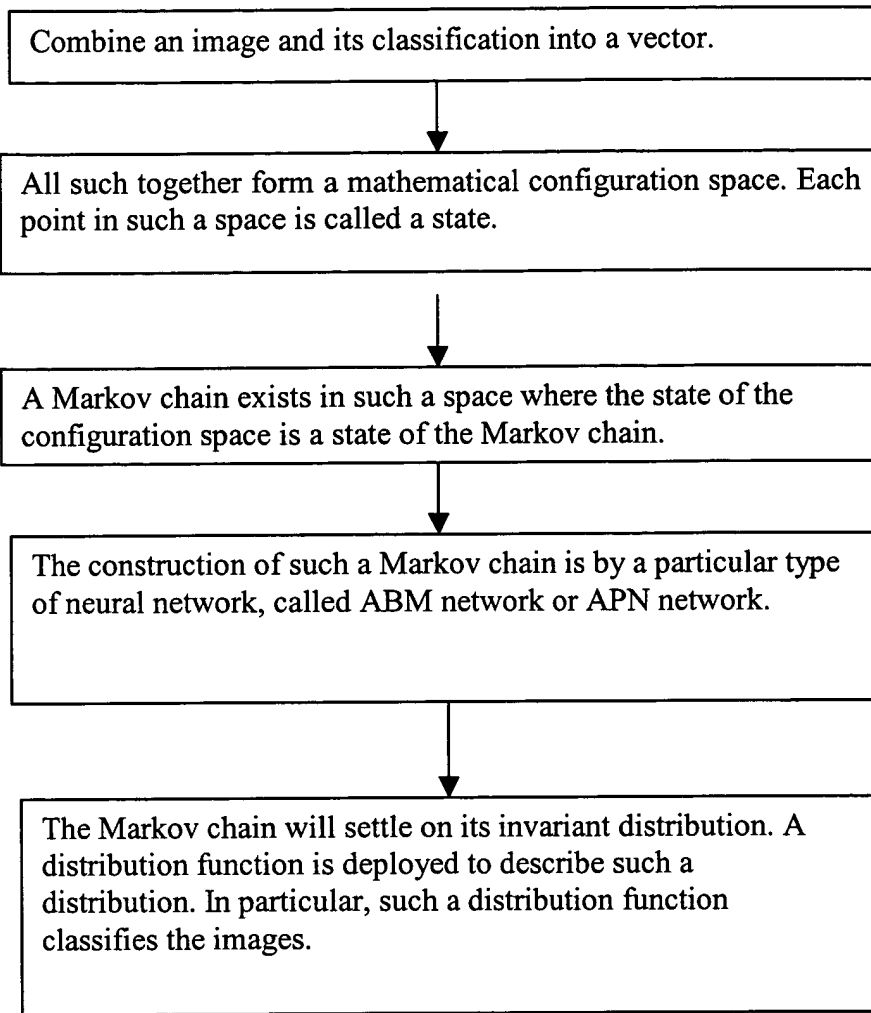 Combine an image and its classification into a vector.
All such together form a mathematical configuration space. Each
point in such a space is called a state.
A Markov chain exists in such a space where the state of the
configuration space is a state of the Markov chain.
The construction of such a Markov chain is by a particular type
of neural network, called ABM network or APN network.
The Markov chain will settle on its invariant distribution. A
distribution function is deployed to describe such a
distribution. In particular, such a distribution function
classifies the images.